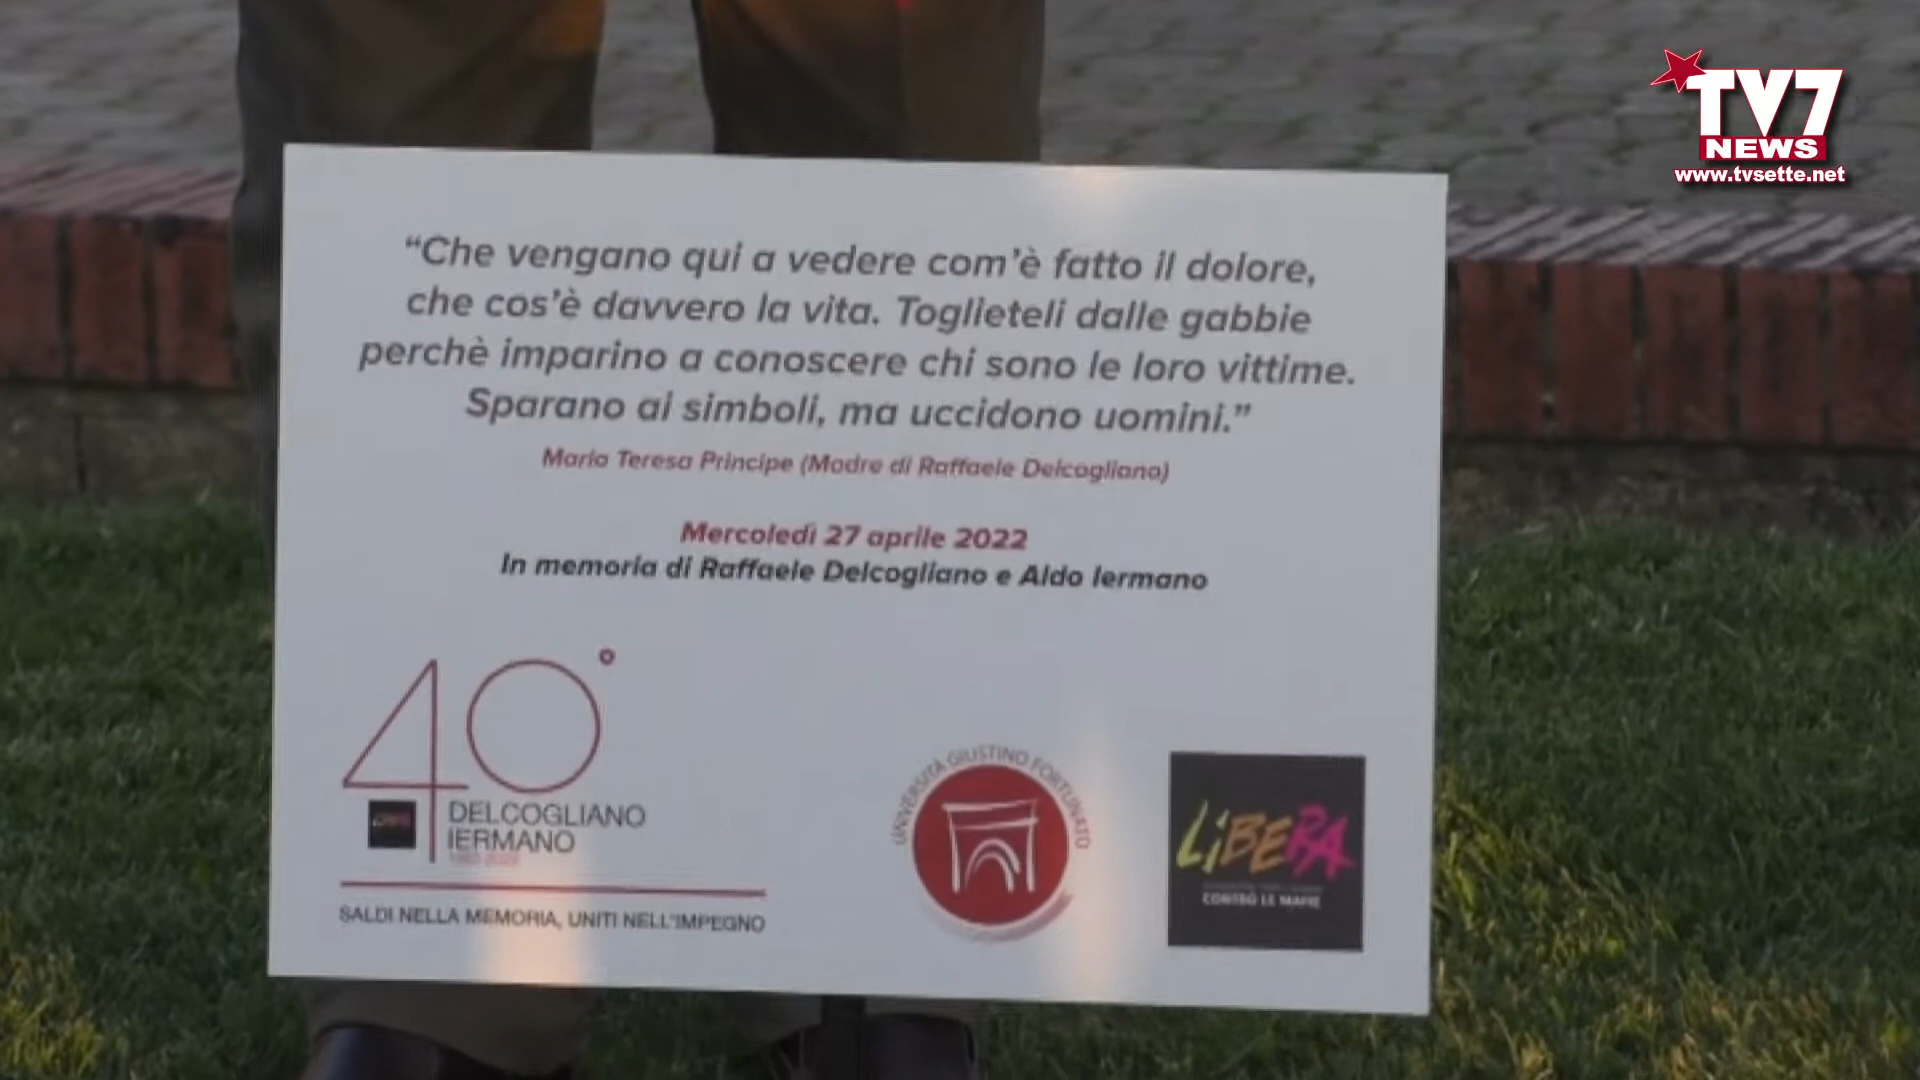 TV7
NEWS
www.tvsette.net
“Che vengano qui a vedere com’è fatto il dolore,
che cos’è davvero la vita. Toglieteli dalle gabbie
perchè imparino a conoscere chi sono le loro vittime.
Sparano ai simboli, ma uccidono uomini.”
Maria Teresa Principe (Madre di Raffaele Delcogliano)
Mercoledì 27 aprile 2022
In memoria di Raffaele Delcogliano e Aldo Iermano
40°
DELCOGLIANO
IERMANO
1982-2022
SALDI NELLA MEMORIA, UNITI NELL'IMPEGNO
UNIVERSITÀ GIUSTINO FORTUNATO
LiBERA
CONTRO LE MAFIE